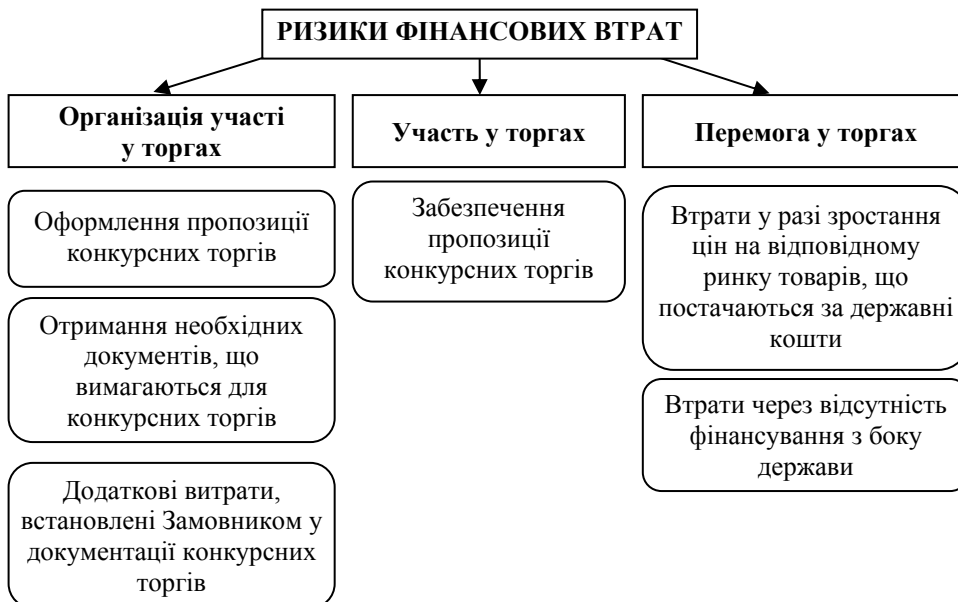 РИЗИКИ ФІНАНСОВИХ ВТРАТ
Організація участі
у торгах
Оформлення пропозиції
конкурсних торгів
Отримання необхідних
документів, що
вимагаються для
конкурсних торгів
Додаткові витрати,
встановлені Замовником у
документації конкурсних
торгів
Участь у торгах
Забезпечення
пропозиції
конкурсних торгів
Перемога у торгах
Втрати у разі зростання
цін на відповідному
ринку товарів, що
постачаються за державні
кошти
Втрати через відсутність
фінансування з боку
держави